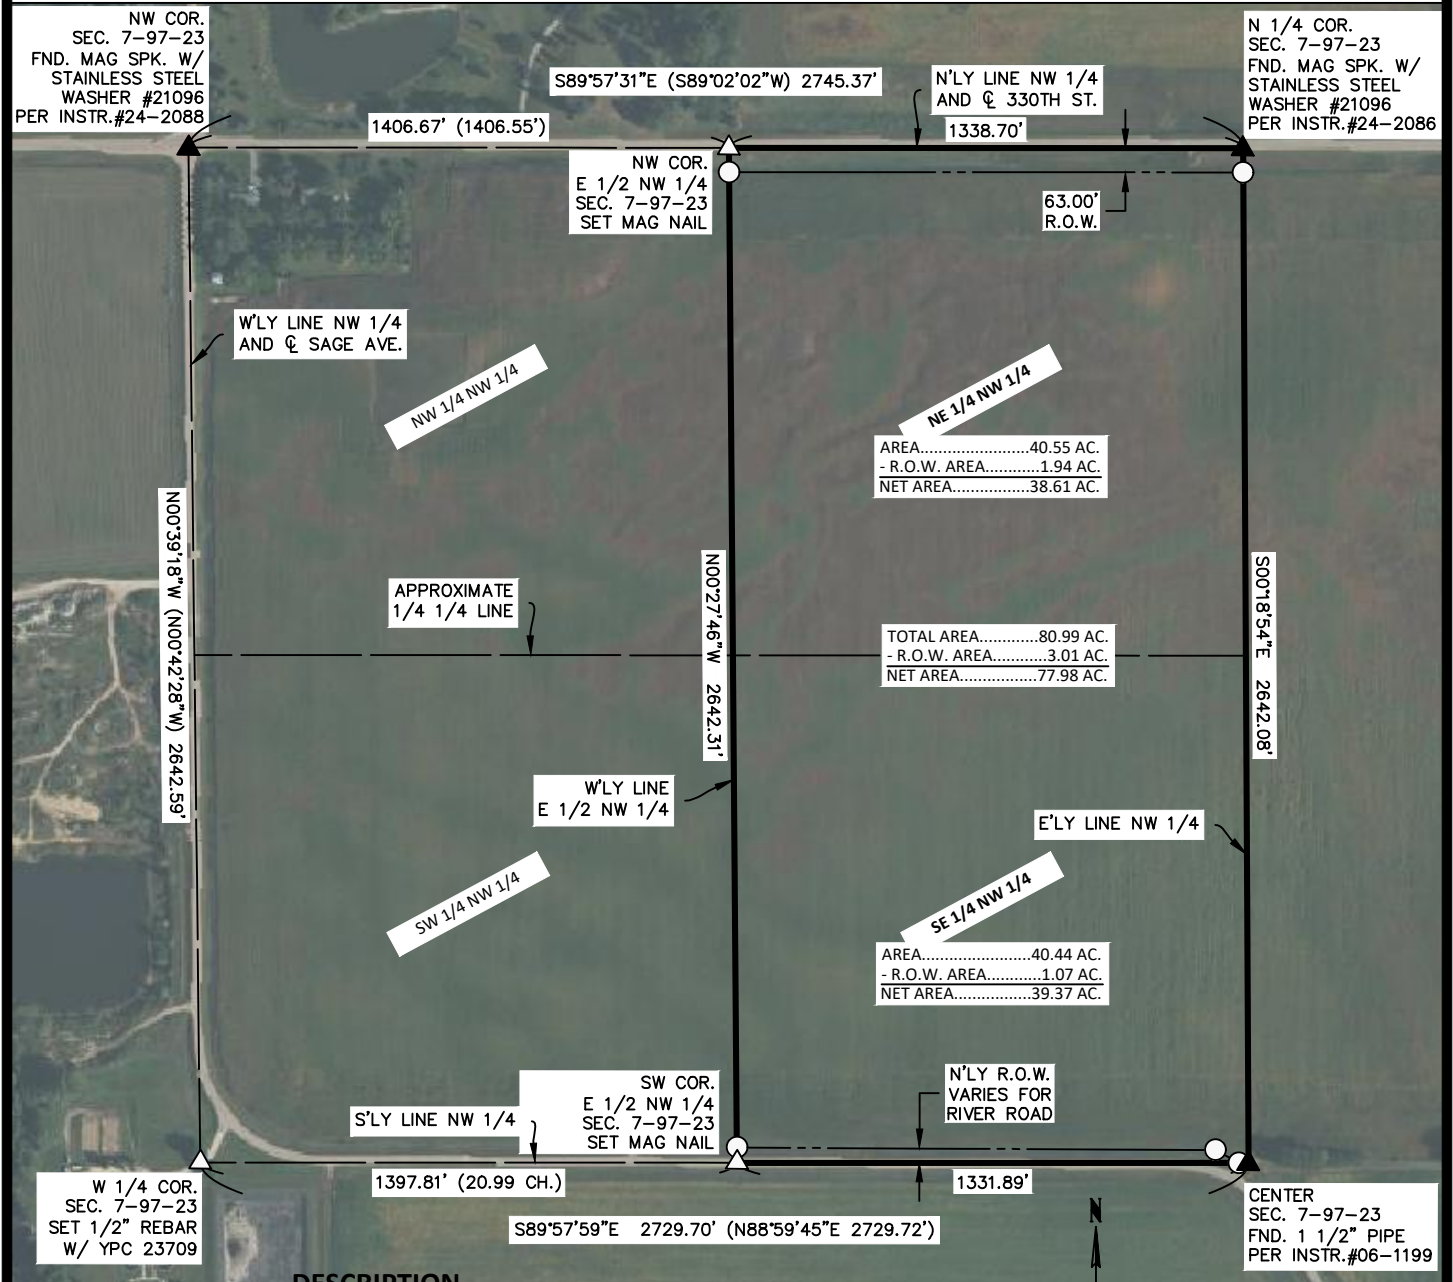 NW COR.
SEC. 7-97-23
FND. MAG SPK. W/
STAINLESS STEEL
WASHER #21096
PER INSTR.#24-2088
S89°57'31"E (S89°02'02"W) 2745.37'
1406.67' (1406.55')
N'LY LINE NW 1/4
AND ℄ 330TH ST.
1338.70'
N 1/4 COR.
SEC. 7-97-23
FND. MAG SPK. W/
STAINLESS STEEL
WASHER #21096
PER INSTR.#24-2086
NW COR.
E 1/2 NW 1/4
SEC. 7-97-23
SET MAG NAIL
63.00'
R.O.W.
W'LY LINE NW 1/4
AND ℄ SAGE AVE.
NW 1/4 NW 1/4
NE 1/4 NW 1/4
AREA........................40.55 AC.
- R.O.W. AREA............1.94 AC.
NET AREA.................38.61 AC.
N00°39'18"W (N00°42'28"W) 2642.59'
N00°27'46"W 2642.31'
S00°18'54"E 2642.08'
APPROXIMATE
1/4 1/4 LINE
TOTAL AREA.............80.99 AC.
- R.O.W. AREA............3.01 AC.
NET AREA.................77.98 AC.
W'LY LINE
E 1/2 NW 1/4
E'LY LINE NW 1/4
SW 1/4 NW 1/4
SE 1/4 NW 1/4
AREA........................40.44 AC.
- R.O.W. AREA............1.07 AC.
NET AREA.................39.37 AC.
SW COR.
E 1/2 NW 1/4
SEC. 7-97-23
SET MAG NAIL
N'LY R.O.W.
VARIES FOR
RIVER ROAD
S'LY LINE NW 1/4
1397.81' (20.99 CH.)
1331.89'
W 1/4 COR.
SEC. 7-97-23
SET 1/2" REBAR
W/ YPC 23709
S89°57'59"E 2729.70' (N88°59'45"E 2729.72')
N
CENTER
SEC. 7-97-23
FND. 1 1/2" PIPE
PER INSTR.#06-1199
DESCRIPTION